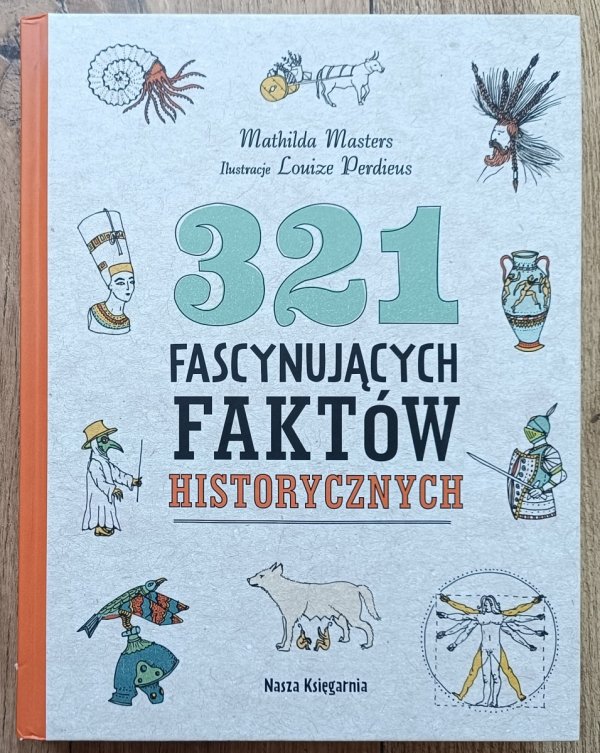 Mathilda Masters
Ilustracje Louize Perdieus
321
FASCYNUJĄCYCH
FAKTÓW
HISTORYCZNYCH
Nasza Księgarnia